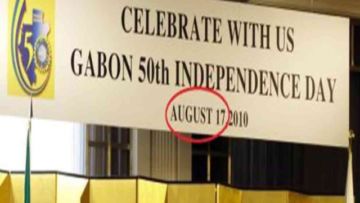 CELEBRATE WITH US
GABON 50th INDEPENDENCE DAY
AUGUST 17 2010